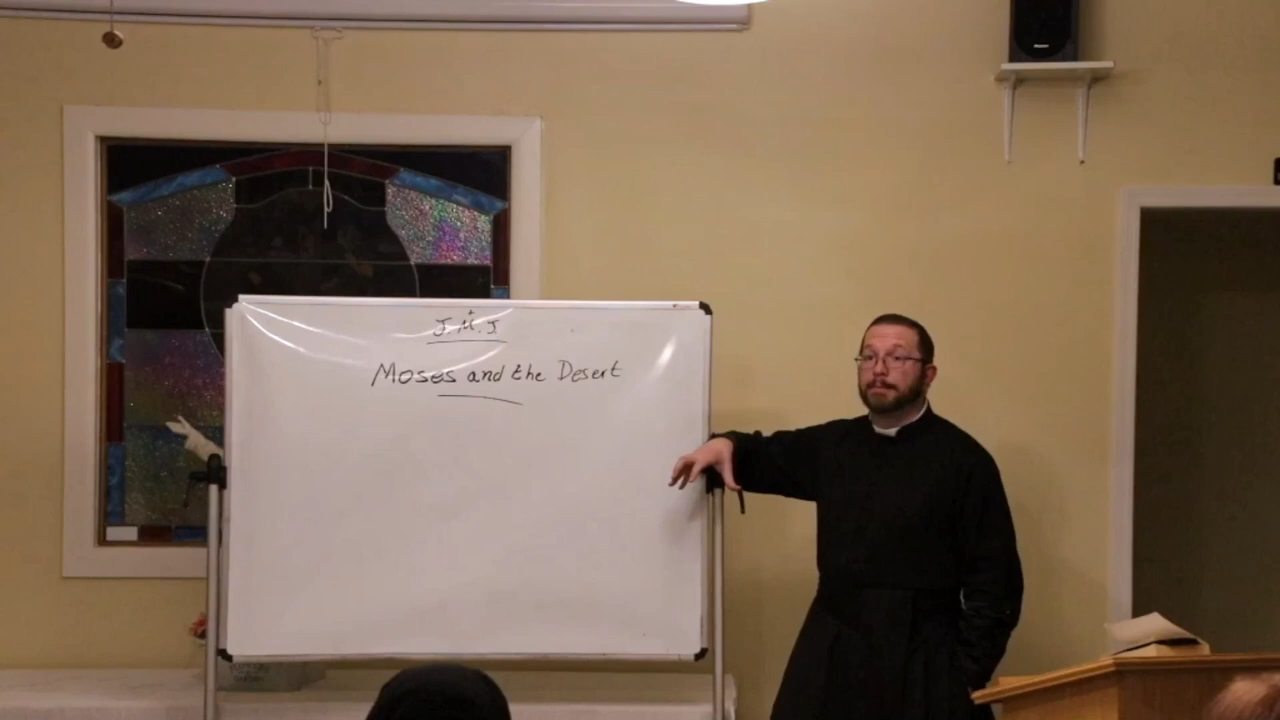 J. M. J.
Moses and the Desert